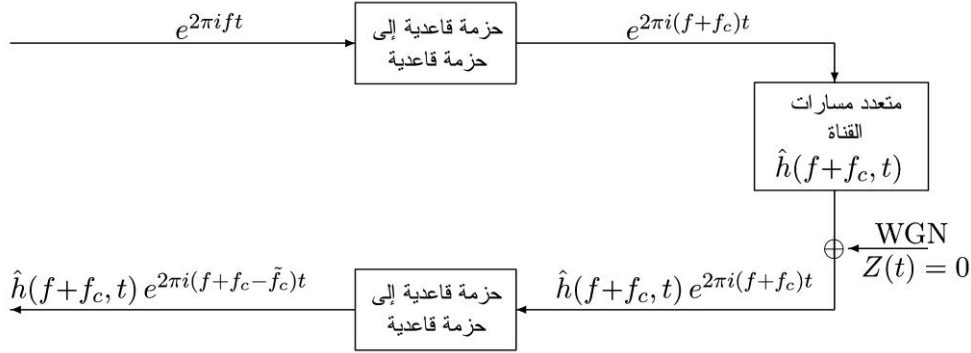 $e^{2\pi i f t}$
حزمة قاعدية إلى
حزمة قاعدية
$e^{2\pi i (f+f_c)t}$
متعدد مسارات
القناة
$\hat{h}(f+f_c, t)$
WGN
$Z(t) = 0$
$\hat{h}(f+f_c, t)\, e^{2\pi i (f+f_c)t}$
حزمة قاعدية إلى
حزمة قاعدية
$\hat{h}(f+f_c, t)\, e^{2\pi i (f+f_c-\tilde{f}_c)t}$